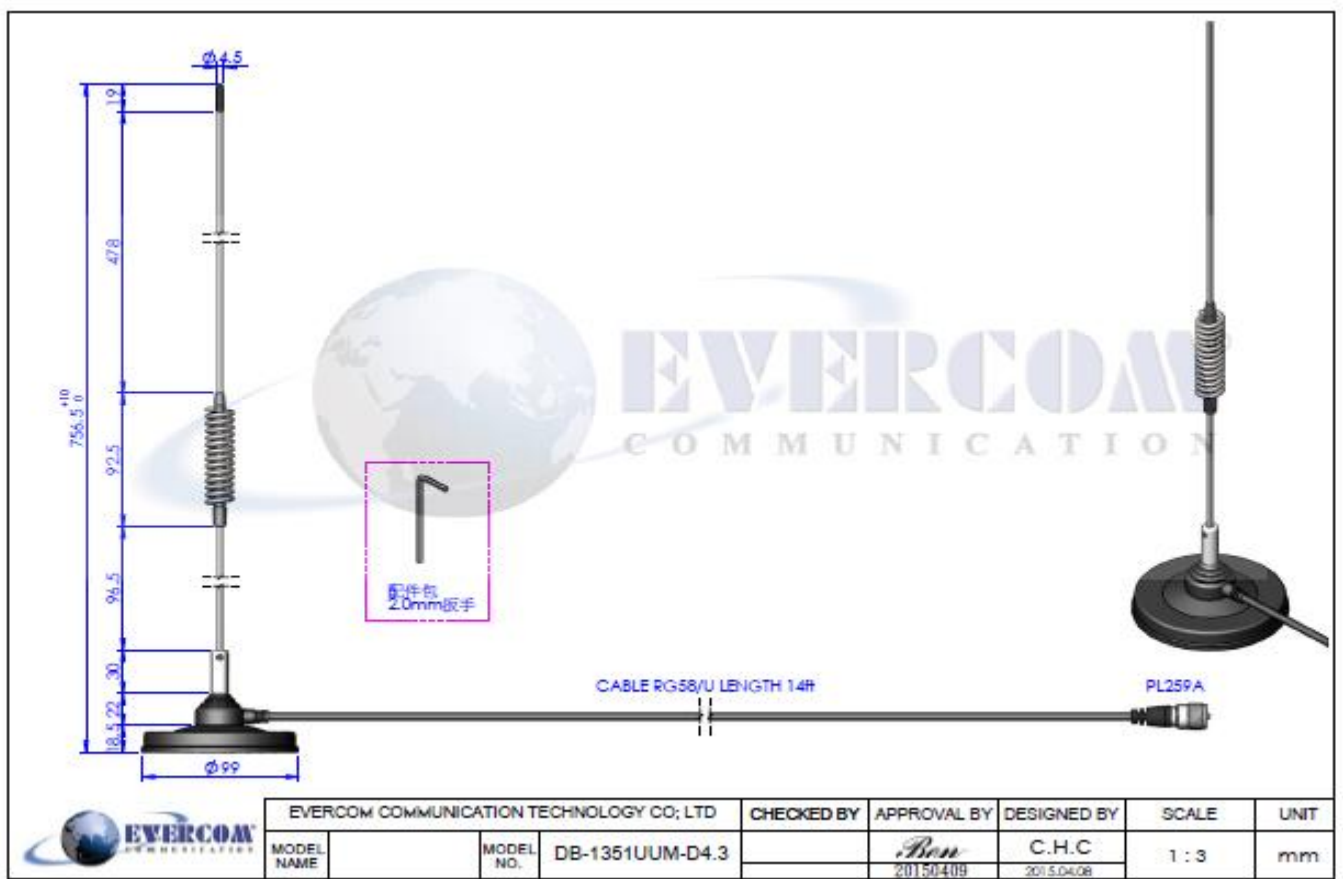 Ø4.5
19
478
756.5 +10 0
92.5
96.5
30
22
18.5
Ø99
EVERCOM
COMMUNICATION
配件包
2.0mm扳手
CABLE RG58/U LENGTH 14ft
PL259A
EVERCOM
COMMUNICATION
EVERCOM COMMUNICATION TECHNOLOGY CO; LTD
CHECKED BY
APPROVAL BY
DESIGNED BY
SCALE
UNIT
MODEL NAME
MODEL NO.
DB-1351UUM-D4.3
Ben
20150409
C.H.C
2015.04.08
1 : 3
mm